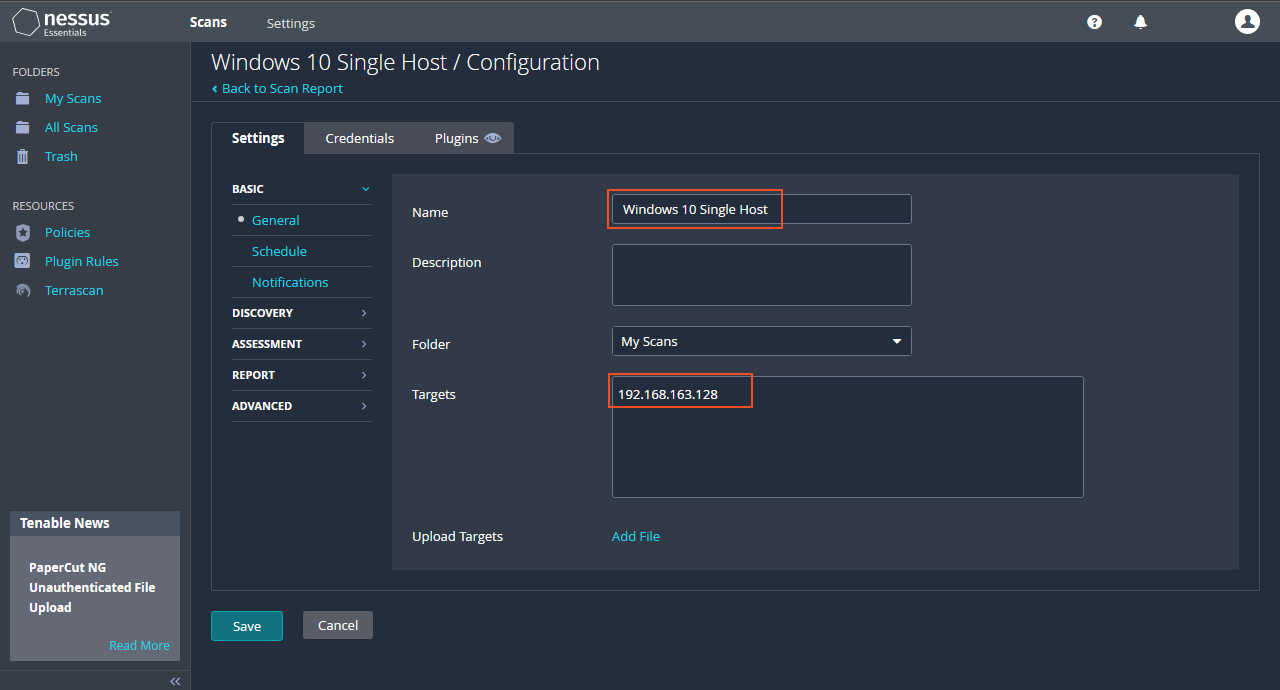 nessus
Essentials
Scans
Settings
FOLDERS
My Scans
All Scans
Trash
RESOURCES
Policies
Plugin Rules
Terrascan
Tenable News
PaperCut NG
Unauthenticated File
Upload
Read More
Windows 10 Single Host / Configuration
Back to Scan Report
Settings
Credentials
Plugins
BASIC
General
Schedule
Notifications
DISCOVERY
ASSESSMENT
REPORT
ADVANCED
Name
Windows 10 Single Host
Description
Folder
My Scans
Targets
192.168.163.128
Upload Targets
Add File
Save
Cancel